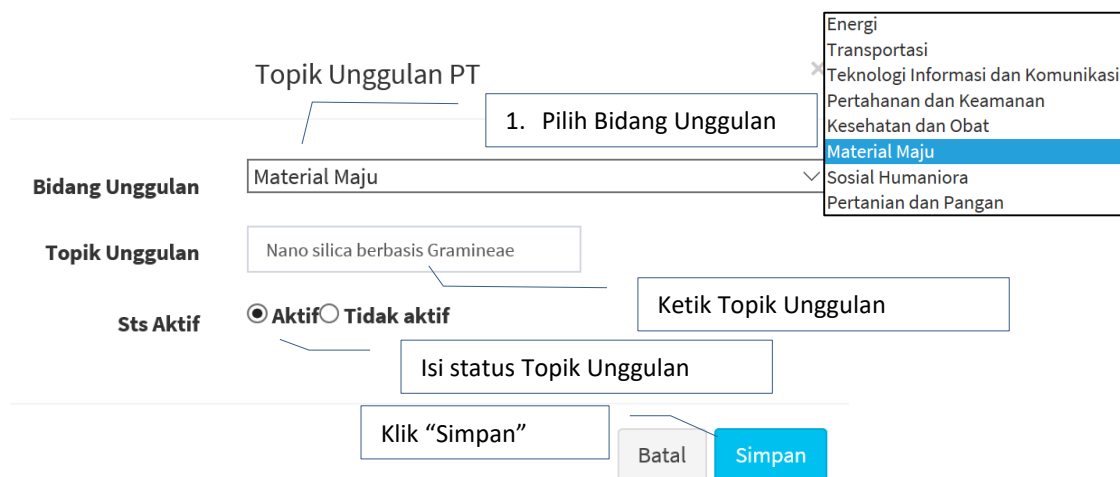 Energi
Transportasi
Teknologi Informasi dan Komunikasi
Pertahanan dan Keamanan
Kesehatan dan Obat
Material Maju
Sosial Humaniora
Pertanian dan Pangan
Topik Unggulan PT
×
1. Pilih Bidang Unggulan
Bidang Unggulan
Material Maju
Topik Unggulan
Nano silica berbasis Gramineae
Ketik Topik Unggulan
Sts Aktif
Aktif Tidak aktif
Isi status Topik Unggulan
Klik “Simpan”
Batal
Simpan